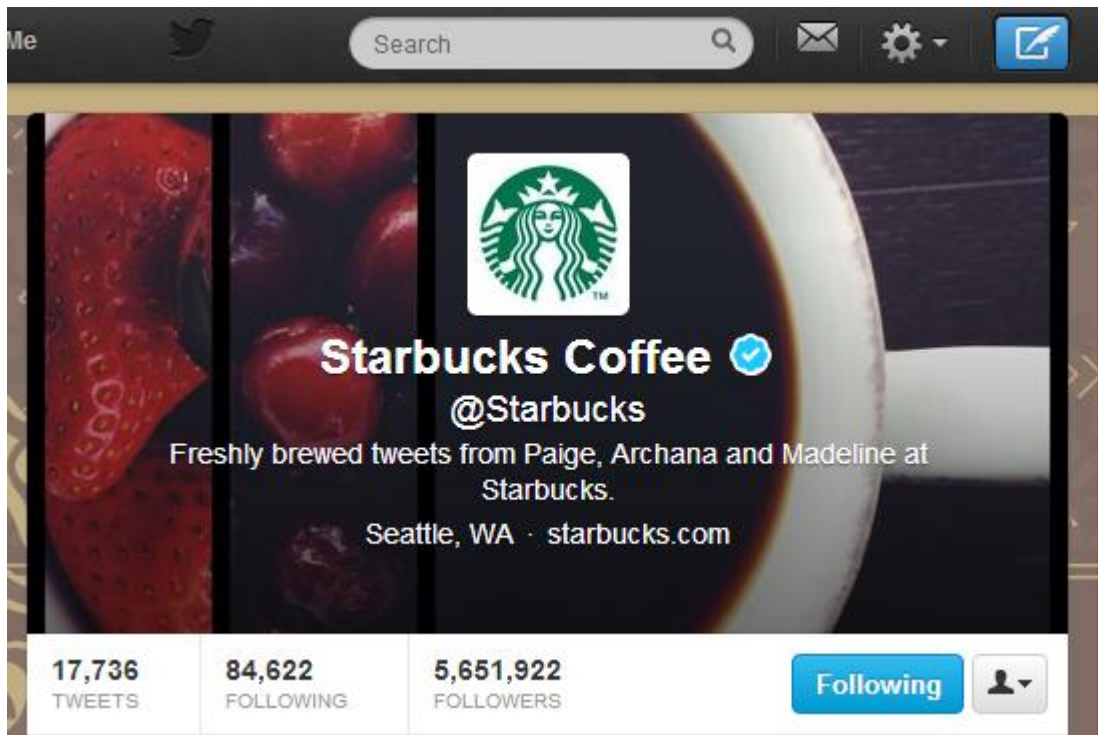 Me
Search
TM
Starbucks Coffee
@Starbucks
Freshly brewed tweets from Paige, Archana and Madeline at
Starbucks.
Seattle, WA · starbucks.com
17,736 84,622 5,651,922
TWEETS FOLLOWING FOLLOWERS
Following